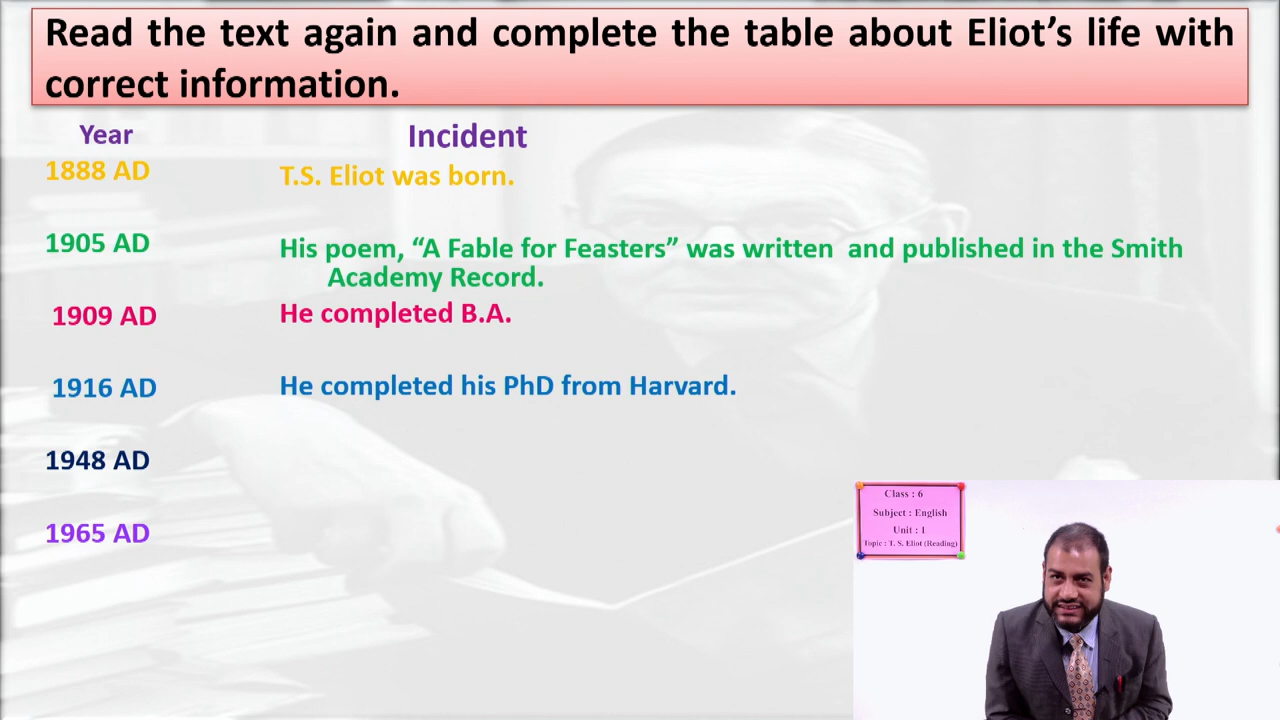 Read the text again and complete the table about Eliot’s life with
correct information.
Year Incident
1888 AD T.S. Eliot was born.
1905 AD His poem, “A Fable for Feasters” was written and published in the Smith
Academy Record.
1909 AD He completed B.A.
1916 AD He completed his PhD from Harvard.
1948 AD
1965 AD
Class : 6
Subject : English
Unit : 1
Topic : T. S. Eliot (Reading)